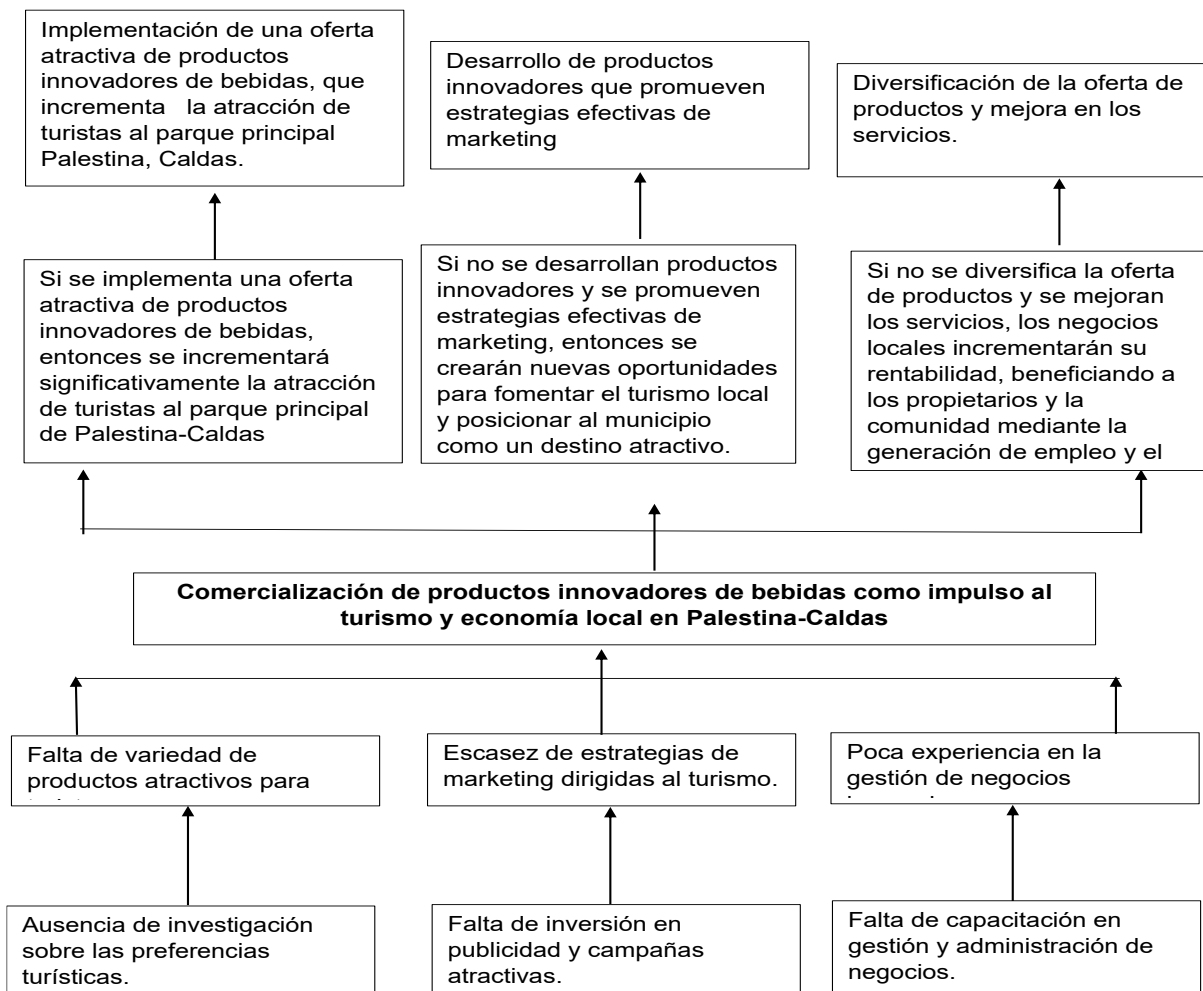 Implementación de una oferta
atractiva de productos
innovadores de bebidas, que
incrementa la atracción de
turistas al parque principal
Palestina, Caldas.
Desarrollo de productos
innovadores que promueven
estrategias efectivas de
marketing
Diversificación de la oferta de
productos y mejora en los
servicios.
Si se implementa una oferta
atractiva de productos
innovadores de bebidas,
entonces se incrementará
significativamente la atracción
de turistas al parque principal
de Palestina-Caldas
Si no se desarrollan productos
innovadores y se promueven
estrategias efectivas de
marketing, entonces se
crearán nuevas oportunidades
para fomentar el turismo local
y posicionar al municipio
como un destino atractivo.
Si no se diversifica la oferta
de productos y se mejoran
los servicios, los negocios
locales incrementarán su
rentabilidad, beneficiando a
los propietarios y la
comunidad mediante la
generación de empleo y el
Comercialización de productos innovadores de bebidas como impulso al
turismo y economía local en Palestina-Caldas
Falta de variedad de
productos atractivos para
Escasez de estrategias de
marketing dirigidas al turismo.
Poca experiencia en la
gestión de negocios
Ausencia de investigación
sobre las preferencias
turísticas.
Falta de inversión en
publicidad y campañas
atractivas.
Falta de capacitación en
gestión y administración de
negocios.